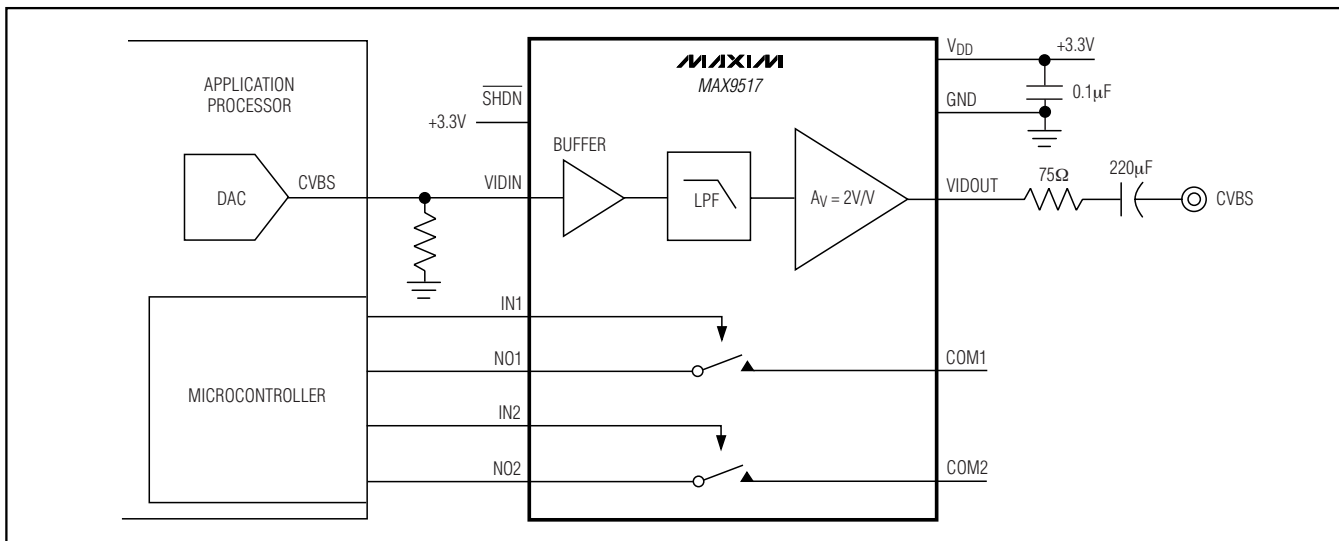 APPLICATION
PROCESSOR
DAC
CVBS
MICROCONTROLLER
SHDN
+3.3V
VIDIN
IN1
NO1
IN2
NO2
MAXIM
MAX9517
BUFFER
LPF
AV = 2V/V
VDD
+3.3V
0.1µF
GND
VIDOUT
75Ω
220µF
CVBS
COM1
COM2